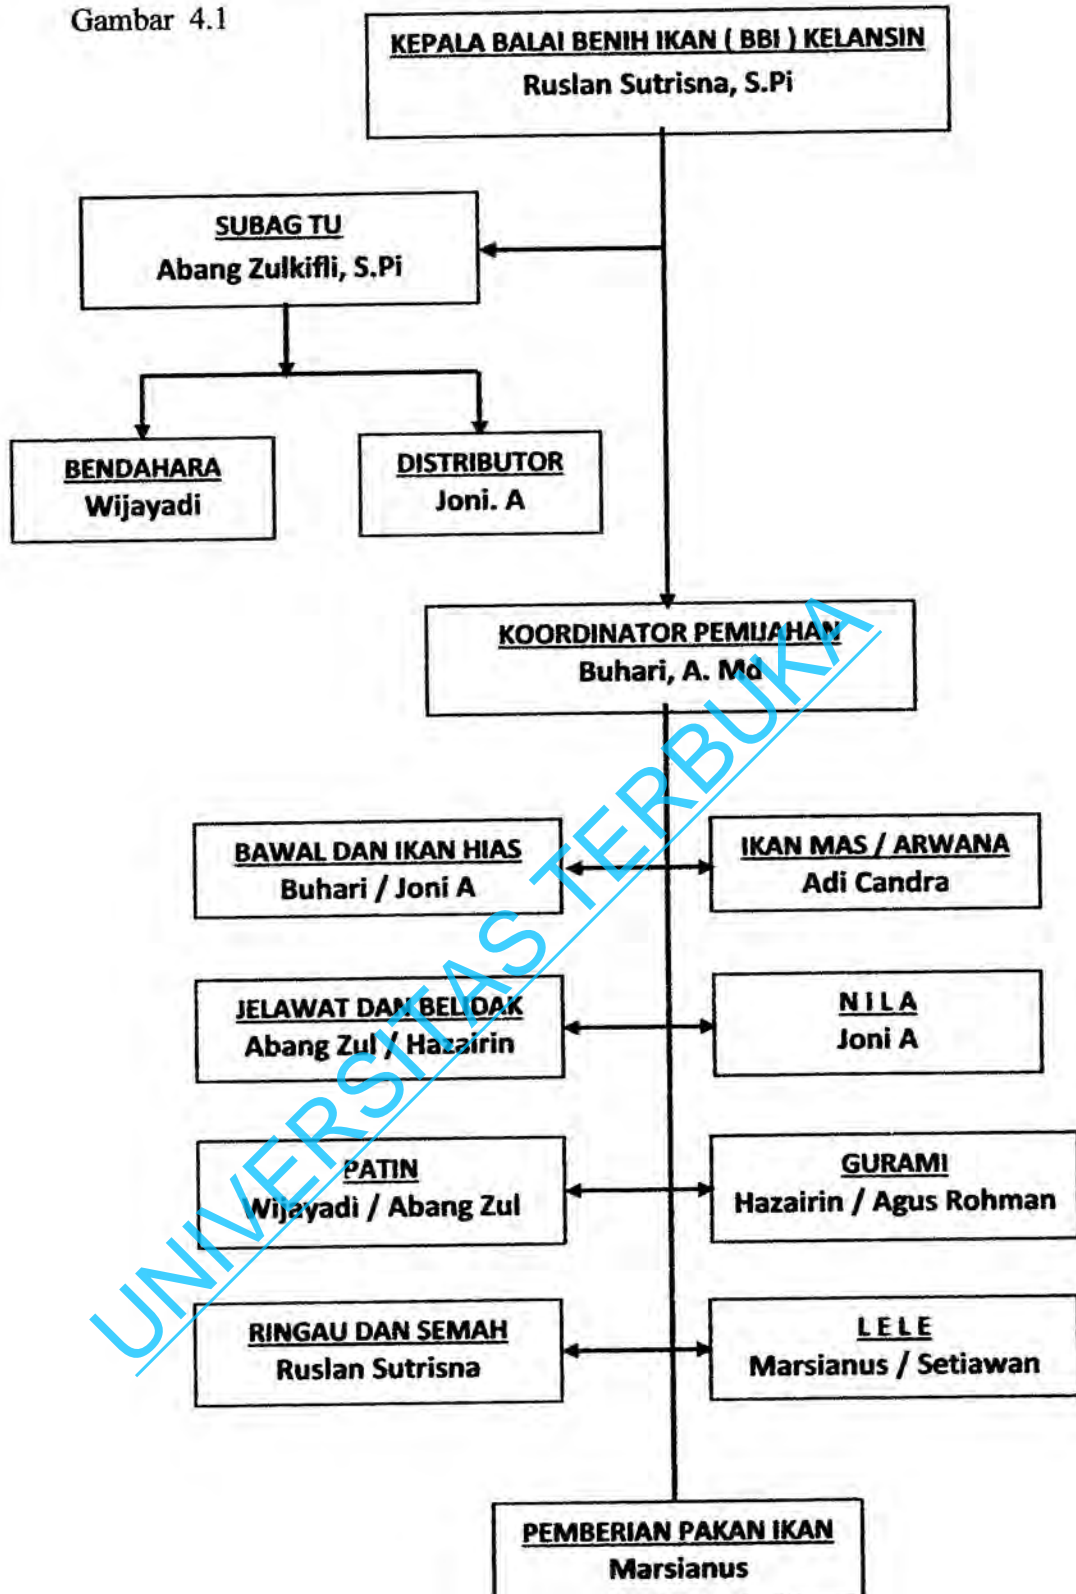 Gambar 4.1
KEPALA BALAI BENIH IKAN ( BBI ) KELANSIN
Ruslan Sutrisna, S.Pi
SUBAG TU
Abang Zulkifli, S.Pi
BENDAHARA
Wijayadi
DISTRIBUTOR
Joni. A
KOORDINATOR PEMIJAHAN
Buhari, A. Md
BAWAL DAN IKAN HIAS
Buhari / Joni A
IKAN MAS / ARWANA
Adi Candra
JELAWAT DAN BELIDAK
Abang Zul / Hazairin
N I L A
Joni A
PATIN
Wijayadi / Abang Zul
GURAMI
Hazairin / Agus Rohman
RINGAU DAN SEMAH
Ruslan Sutrisna
L E L E
Marsianus / Setiawan
PEMBERIAN PAKAN IKAN
Marsianus
UNIVERSITAS TERBUKA